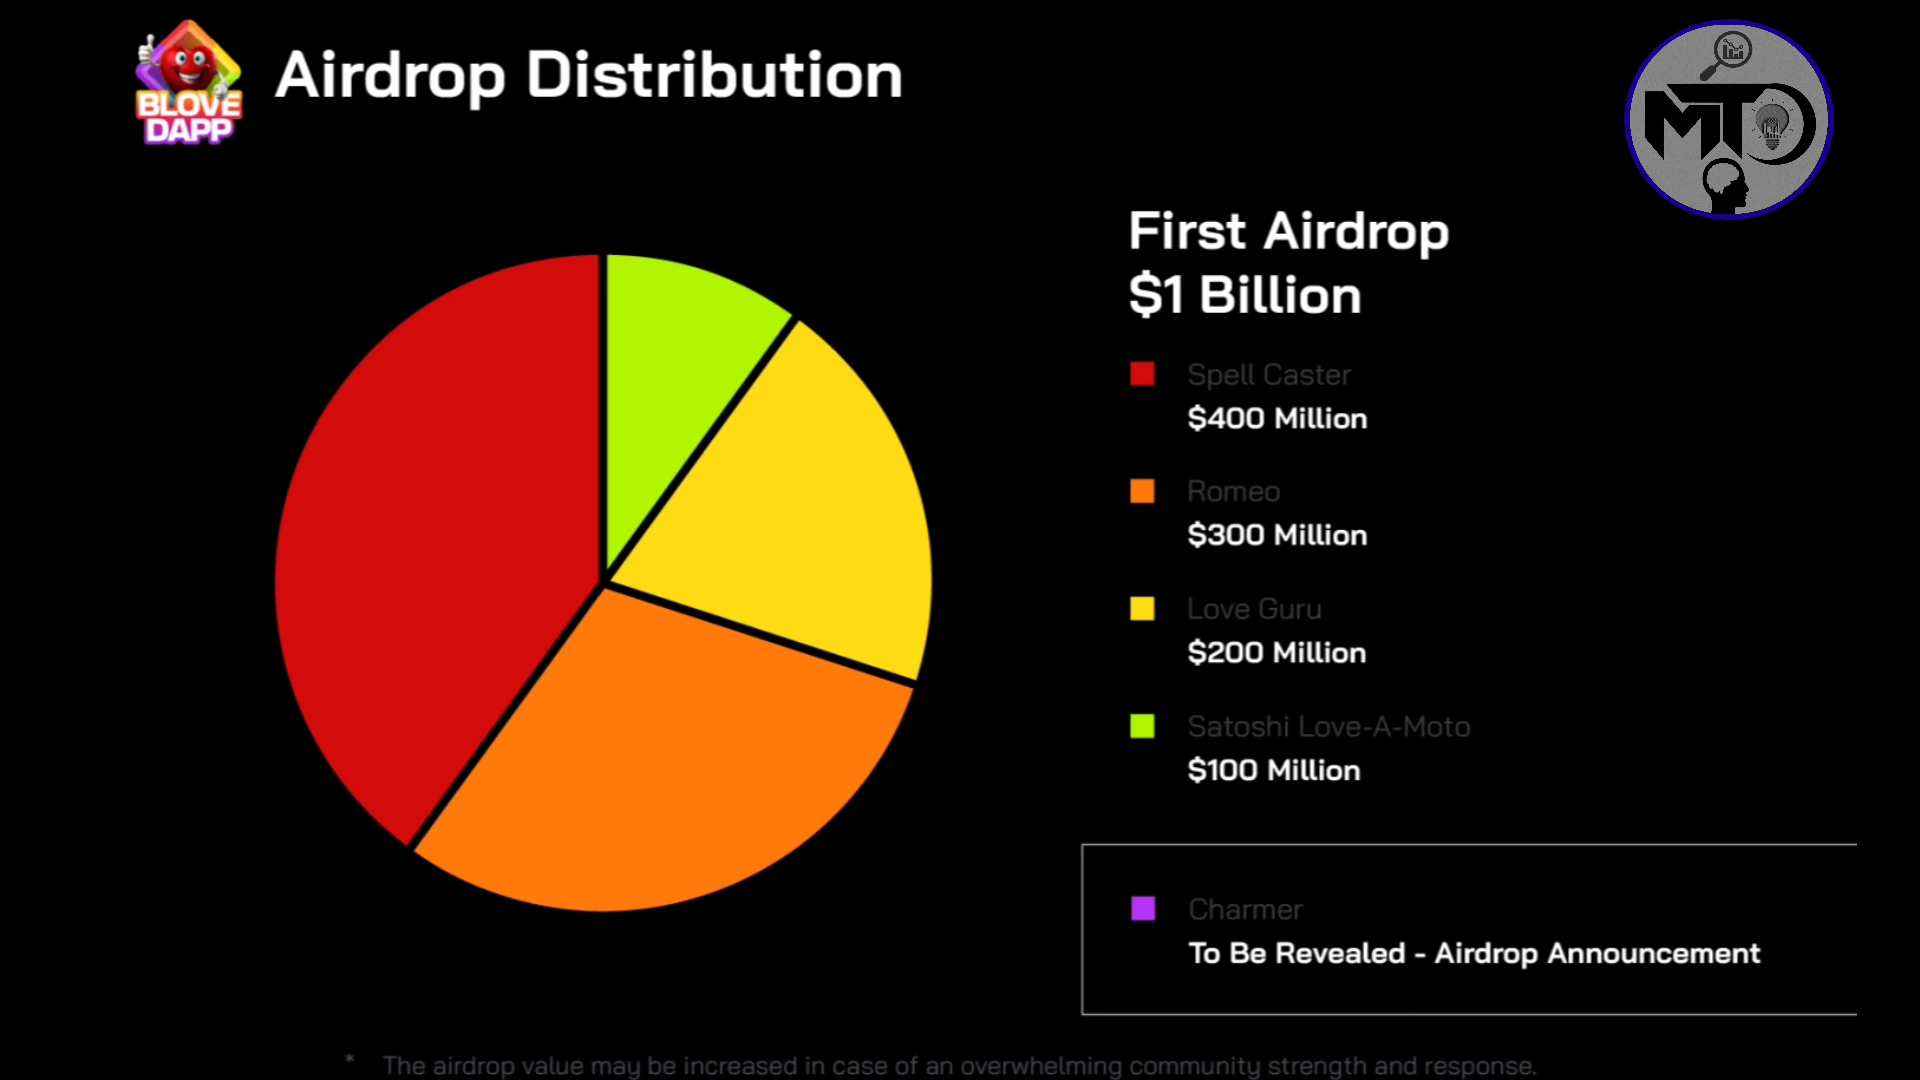 BLOVE
DAPP
Airdrop Distribution
MTD
First Airdrop
$1 Billion
Spell Caster
$400 Million
Romeo
$300 Million
Love Guru
$200 Million
Satoshi Love-A-Moto
$100 Million
Charmer
To Be Revealed - Airdrop Announcement
* The airdrop value may be increased in case of an overwhelming community strength and response.